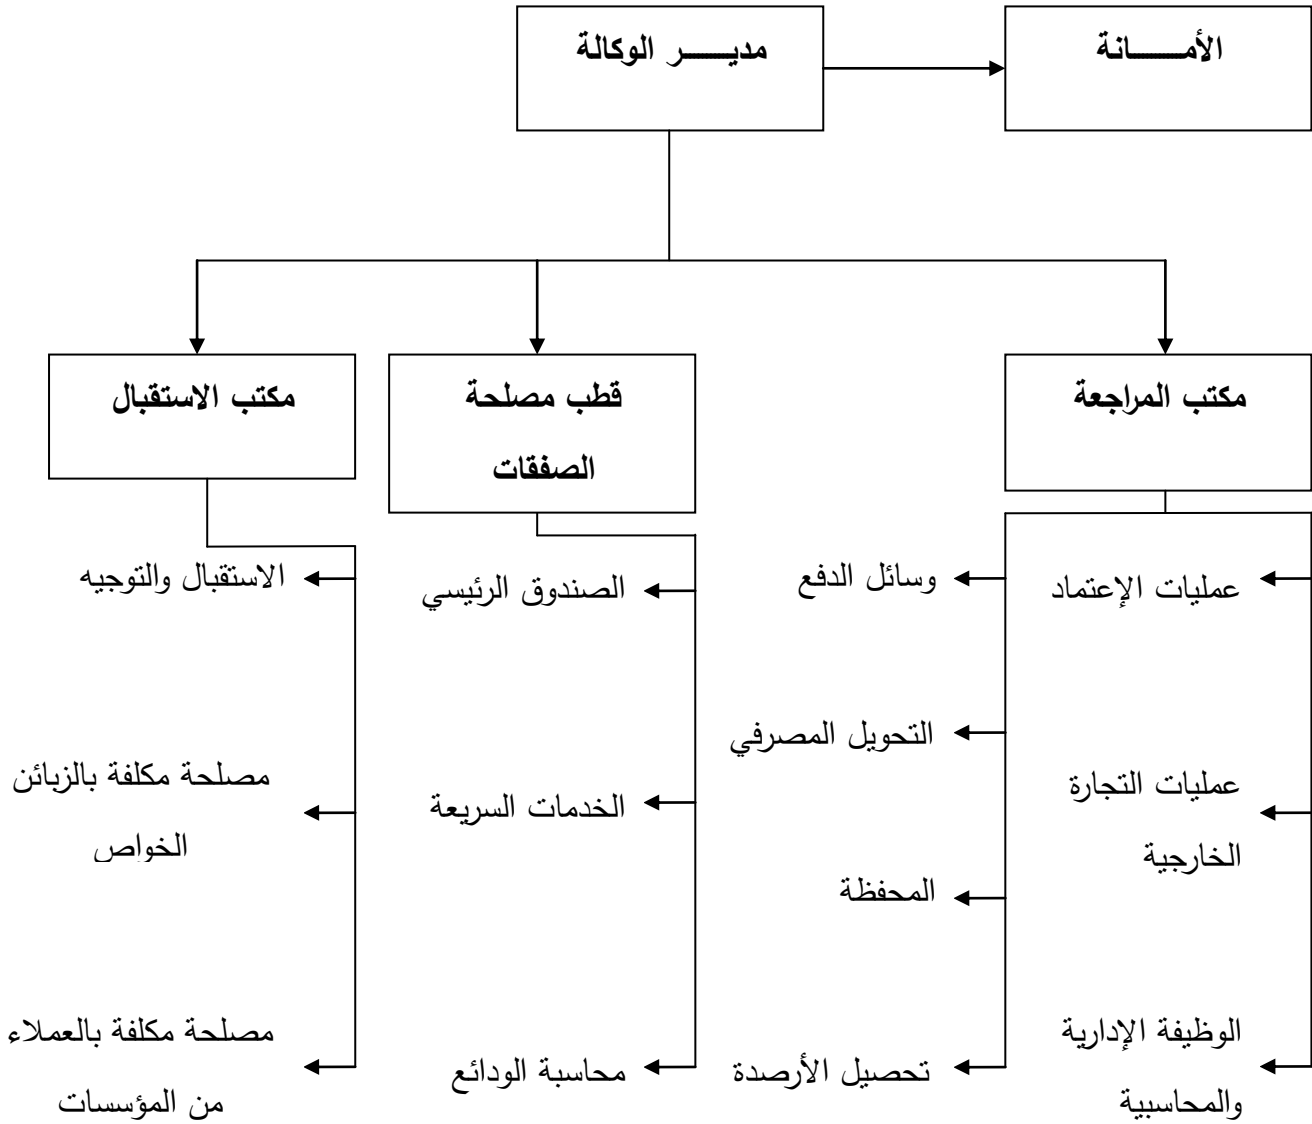 الأمـــــانة
مديـــــر الوكالة
مكتب المراجعة
قطب مصلحة
الصفقات
مكتب الاستقبال
عمليات الإعتماد
عمليات التجارة
الخارجية
الوظيفة الإدارية
والمحاسبية
وسائل الدفع
التحويل المصرفي
المحفظة
تحصيل الأرصدة
الصندوق الرئيسي
الخدمات السريعة
محاسبة الودائع
الاستقبال والتوجيه
مصلحة مكلفة بالزبائن
الخواص
مصلحة مكلفة بالعملاء
من المؤسسات